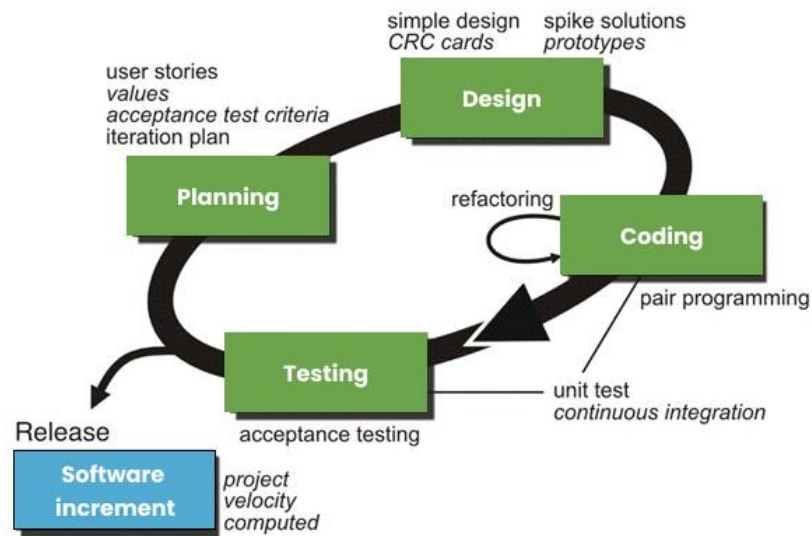 simple design
CRC cards
spike solutions
prototypes
user stories
values
acceptance test criteria
iteration plan
Design
Planning
refactoring
Coding
pair programming
Testing
unit test
continuous integration
acceptance testing
Release
Software
increment
project
velocity
computed